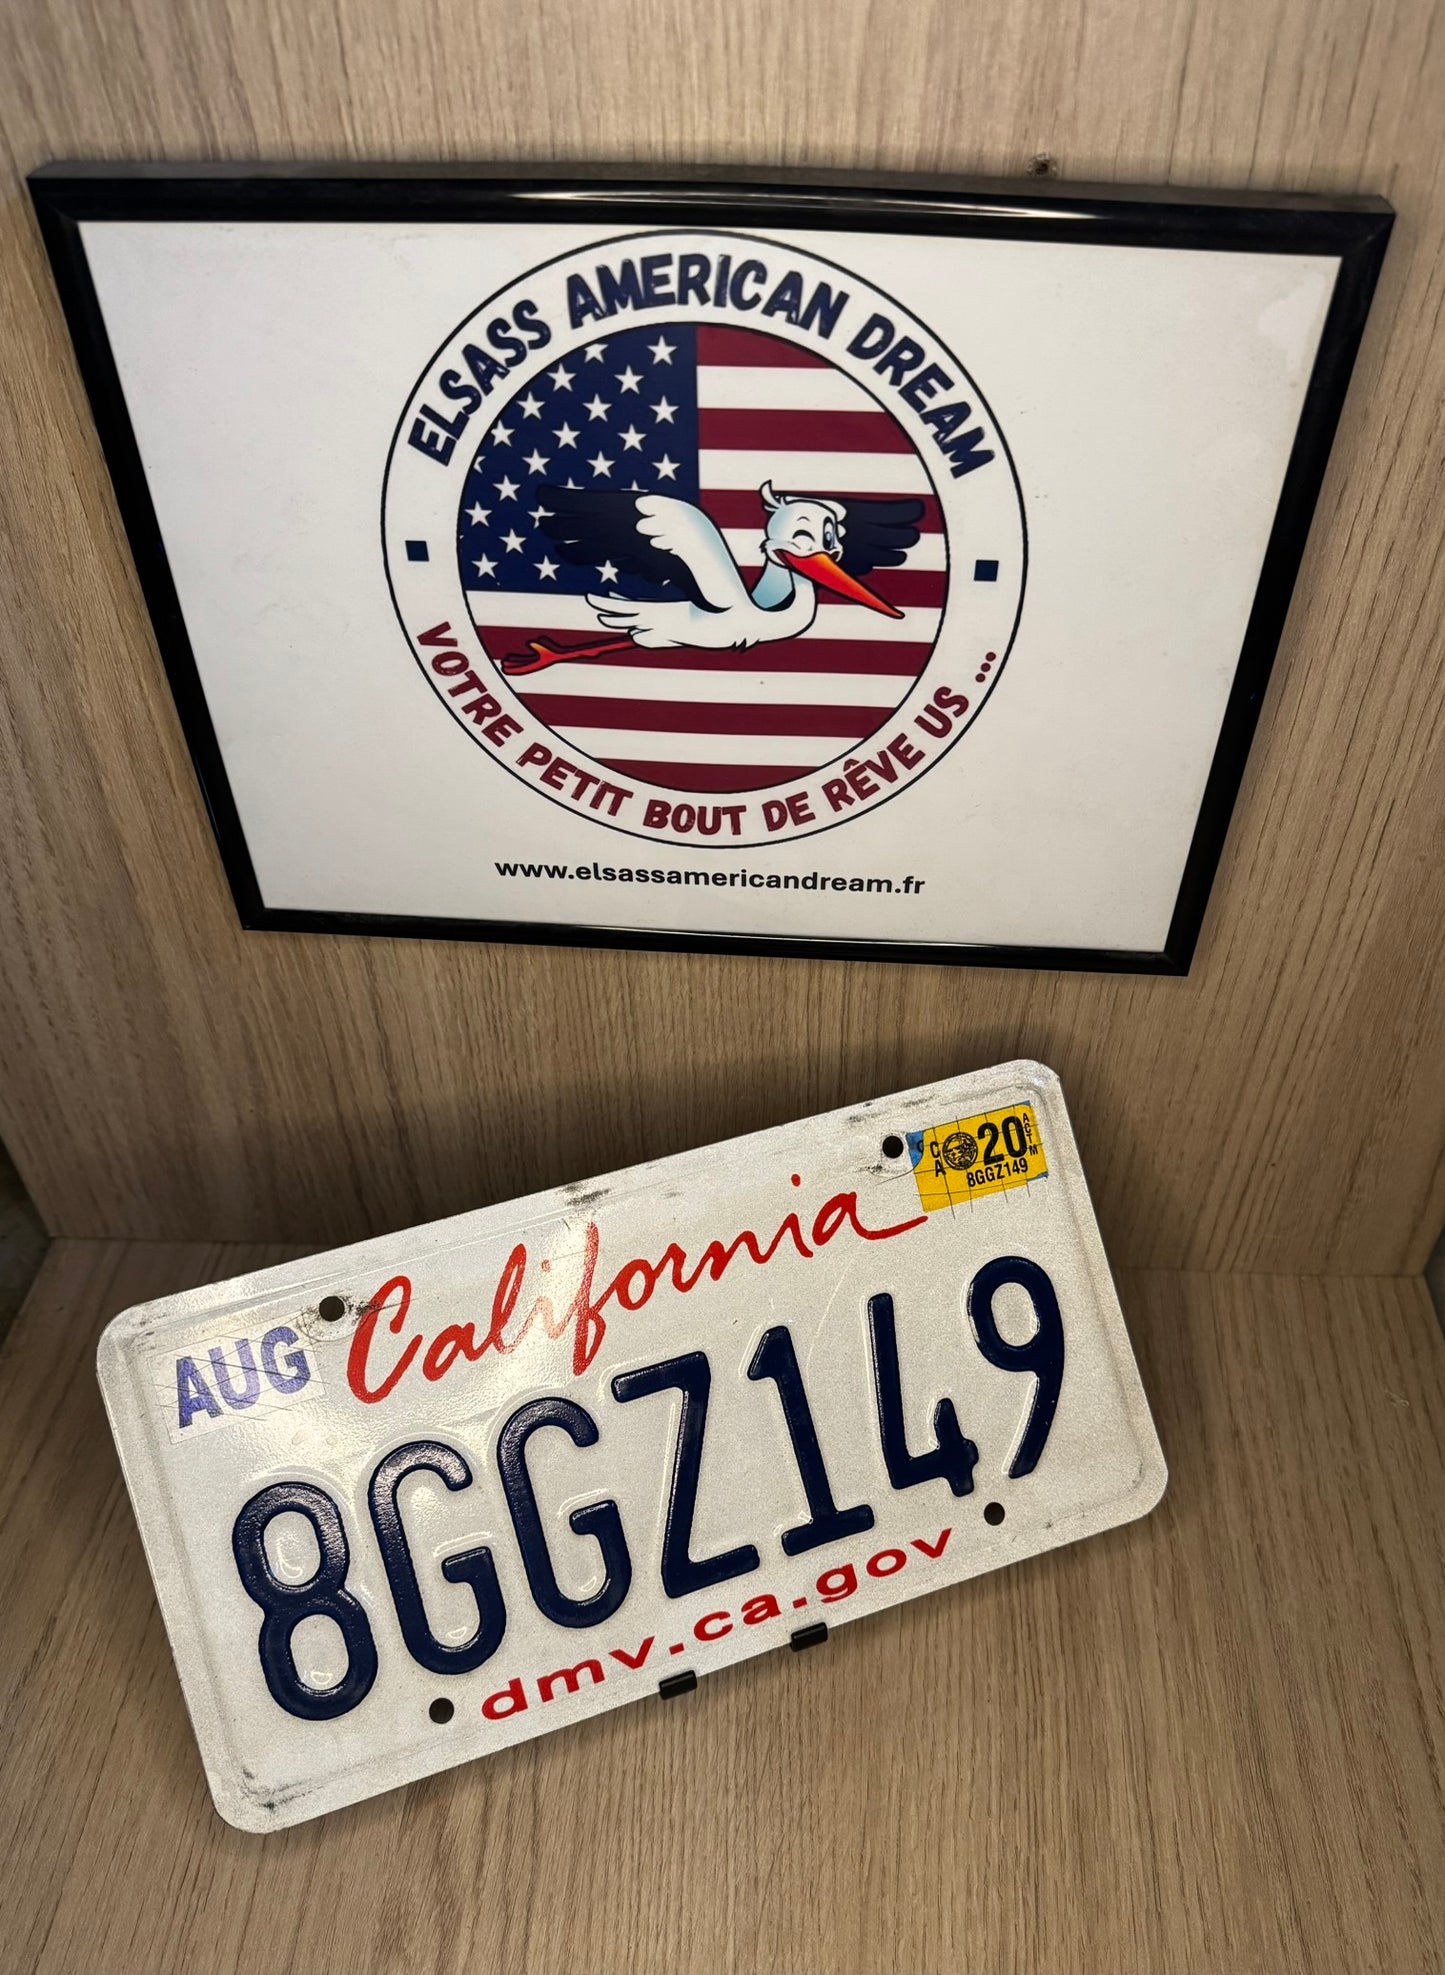 ELSASS AMERICAN DREAM
VOTRE PETIT BOUT DE RÊVE US ...
www.elsassamericandream.fr
CA 20
8GGZ149
AUG
California
8GGZ149
dmv.ca.gov